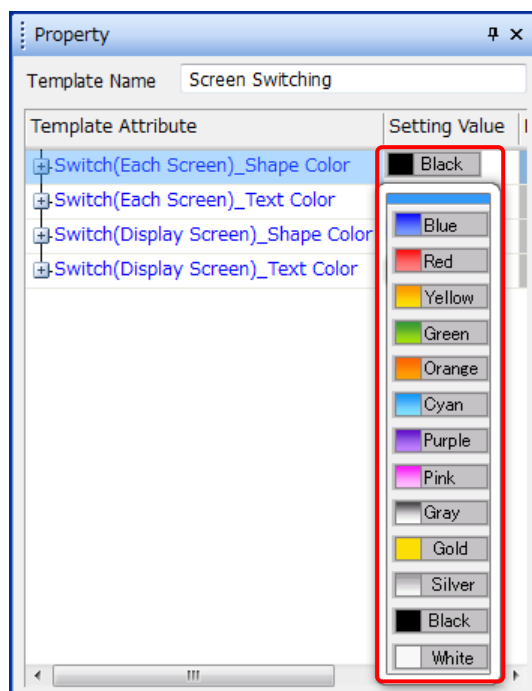 Property
Template Name Screen Switching
Template Attribute Setting Value
Switch(Each Screen)_Shape Color Black
Switch(Each Screen)_Text Color
Switch(Display Screen)_Shape Color
Switch(Display Screen)_Text Color
Blue
Red
Yellow
Green
Orange
Cyan
Purple
Pink
Gray
Gold
Silver
Black
White